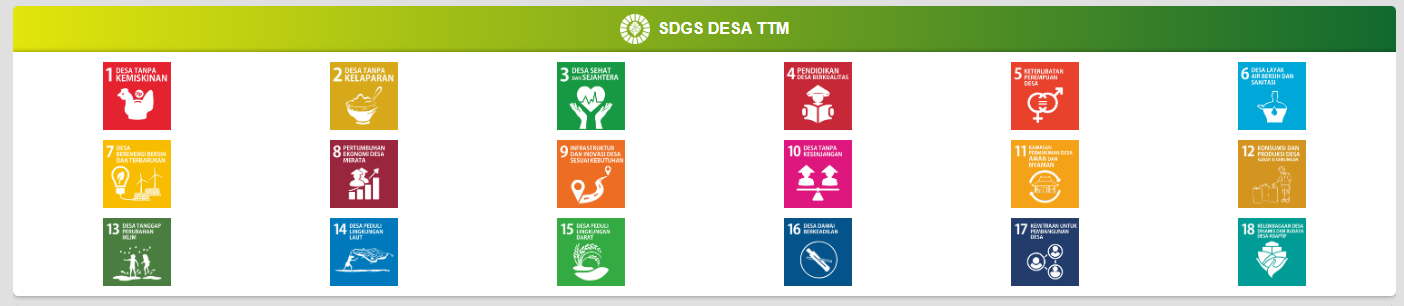 SDGS DESA TTM
1 DESA TANPA
KEMISKINAN
2 DESA TANPA
KELAPARAN
3 DESA SEHAT
DAN SEJAHTERA
4 PENDIDIKAN
DESA BERKUALITAS
5 KETERLIBATAN
PEREMPUAN
DESA
6 DESA LAYAK
AIR BERSIH DAN
SANITASI
7 DESA
BERENERGI BERSIH
DAN TERBARUKAN
8 PERTUMBUHAN
EKONOMI DESA
MERATA
9 INFRASTRUKTUR
DAN INOVASI DESA
SESUAI KEBUTUHAN
10 DESA TANPA
KESENJANGAN
11 KAWASAN
PERMUKIMAN DESA
AMAN DAN
NYAMAN
12 KONSUMSI DAN
PRODUKSI DESA
SADAR LINGKUNGAN
13 DESA TANGGAP
PERUBAHAN
IKLIM
14 DESA PEDULI
LINGKUNGAN
LAUT
15 DESA PEDULI
LINGKUNGAN
DARAT
16 DESA DAMAI
BERKEADILAN
17 KEMITRAAN UNTUK
PEMBANGUNAN
DESA
18 KELEMBAGAAN DESA
DINAMIS DAN BUDAYA
DESA ADAPTIF